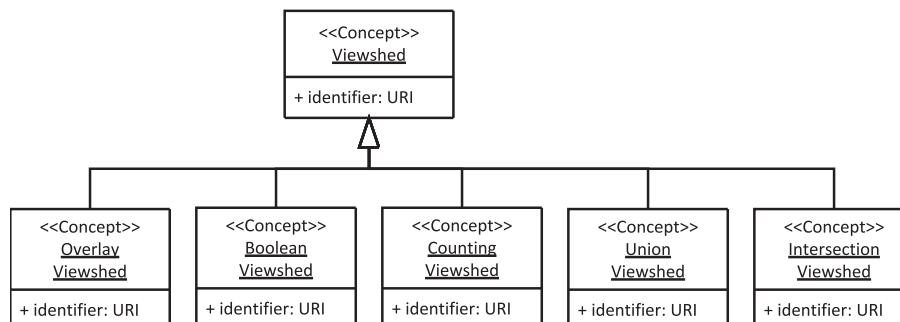 <<Concept>>
Viewshed
+ identifier: URI
<<Concept>>
Overlay
Viewshed
+ identifier: URI
<<Concept>>
Boolean
Viewshed
+ identifier: URI
<<Concept>>
Counting
Viewshed
+ identifier: URI
<<Concept>>
Union
Viewshed
+ identifier: URI
<<Concept>>
Intersection
Viewshed
+ identifier: URI